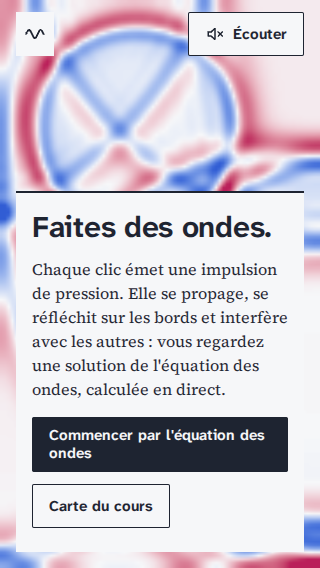 Écouter
Faites des ondes.
Chaque clic émet une impulsion
de pression. Elle se propage, se
réfléchit sur les bords et interfère
avec les autres : vous regardez
une solution de l'équation des
ondes, calculée en direct.
Commencer par l'équation des
ondes
Carte du cours